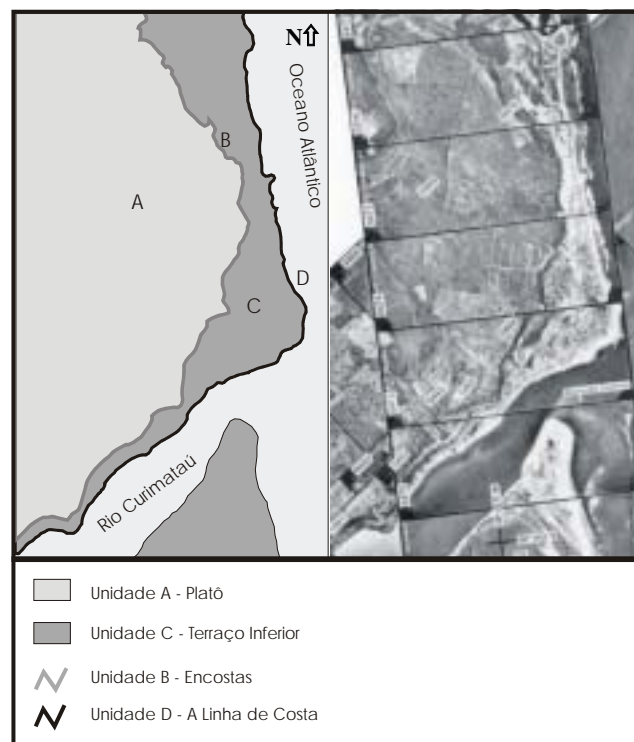 N
Oceano Atlântico
B
A
D
C
Rio Curimataú
Unidade A - Platô
Unidade C - Terraço Inferior
Unidade B - Encostas
Unidade D - A Linha de Costa